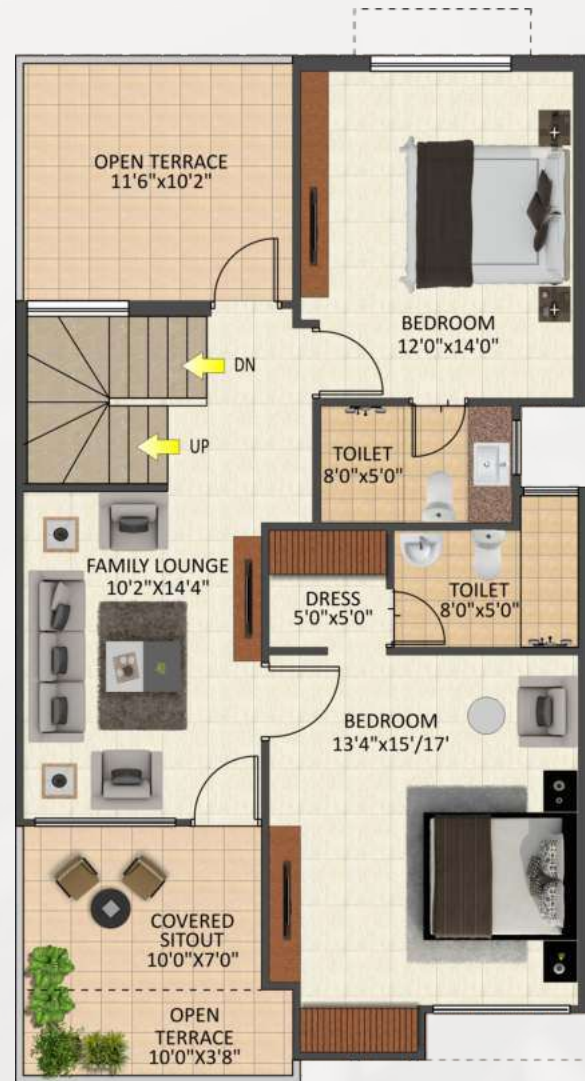 OPEN TERRACE
11'6"x10'2"
BEDROOM
12'0"x14'0"
DN
UP
TOILET
8'0"x5'0"
FAMILY LOUNGE
10'2"X14'4"
DRESS
5'0"x5'0"
TOILET
8'0"x5'0"
BEDROOM
13'4"x15'/17'
COVERED
SITOUT
10'0"X7'0"
OPEN
TERRACE
10'0"X3'8"